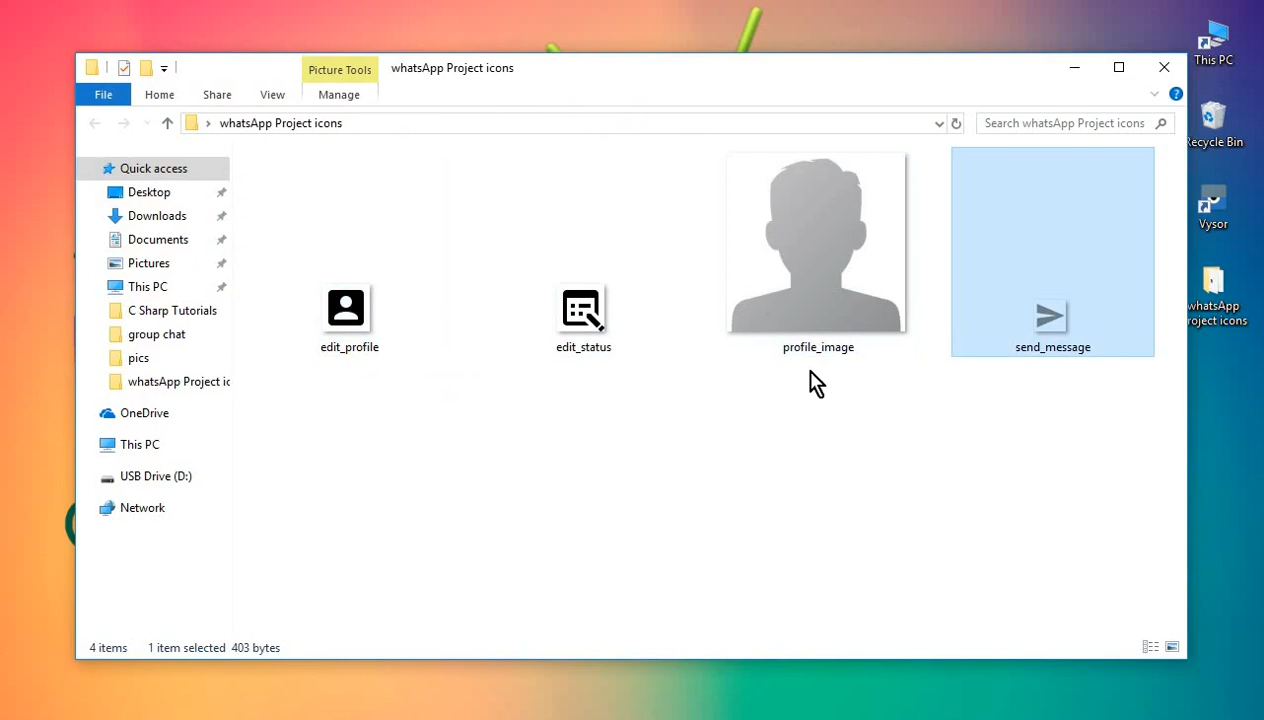 Picture Tools
whatsApp Project icons
File
Home
Share
View
Manage
whatsApp Project icons
Search whatsApp Project icons
Quick access
Desktop
Downloads
Documents
Pictures
This PC
C Sharp Tutorials
group chat
pics
whatsApp Project ic
OneDrive
This PC
USB Drive (D:)
Network
edit_profile
edit_status
profile_image
send_message
4 items
1 item selected
403 bytes
This PC
Recycle Bin
Vysor
whatsApp
roject icons